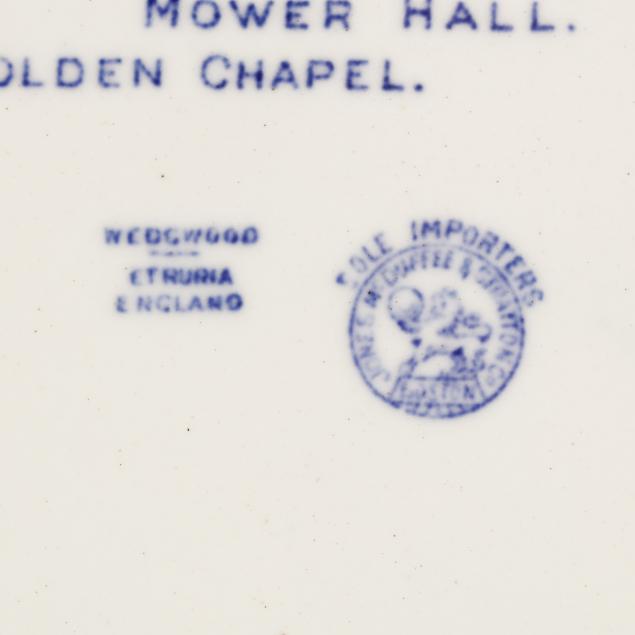 MOWER HALL.
OLDEN CHAPEL.
WEDGWOOD
ETRURIA
ENGLAND
SOLE IMPORTERS
JONES McDUFFEE & STRATTON CO
BOSTON